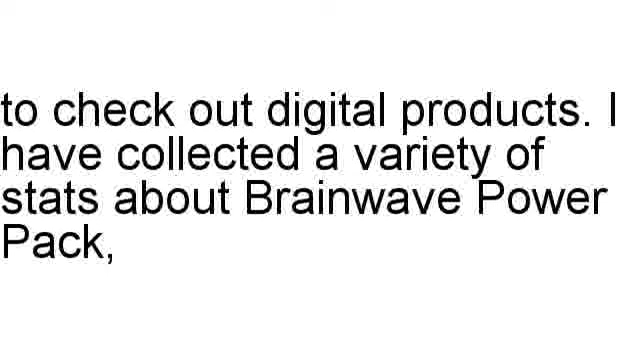 to check out digital products. I
have collected a variety of
stats about Brainwave Power
Pack,